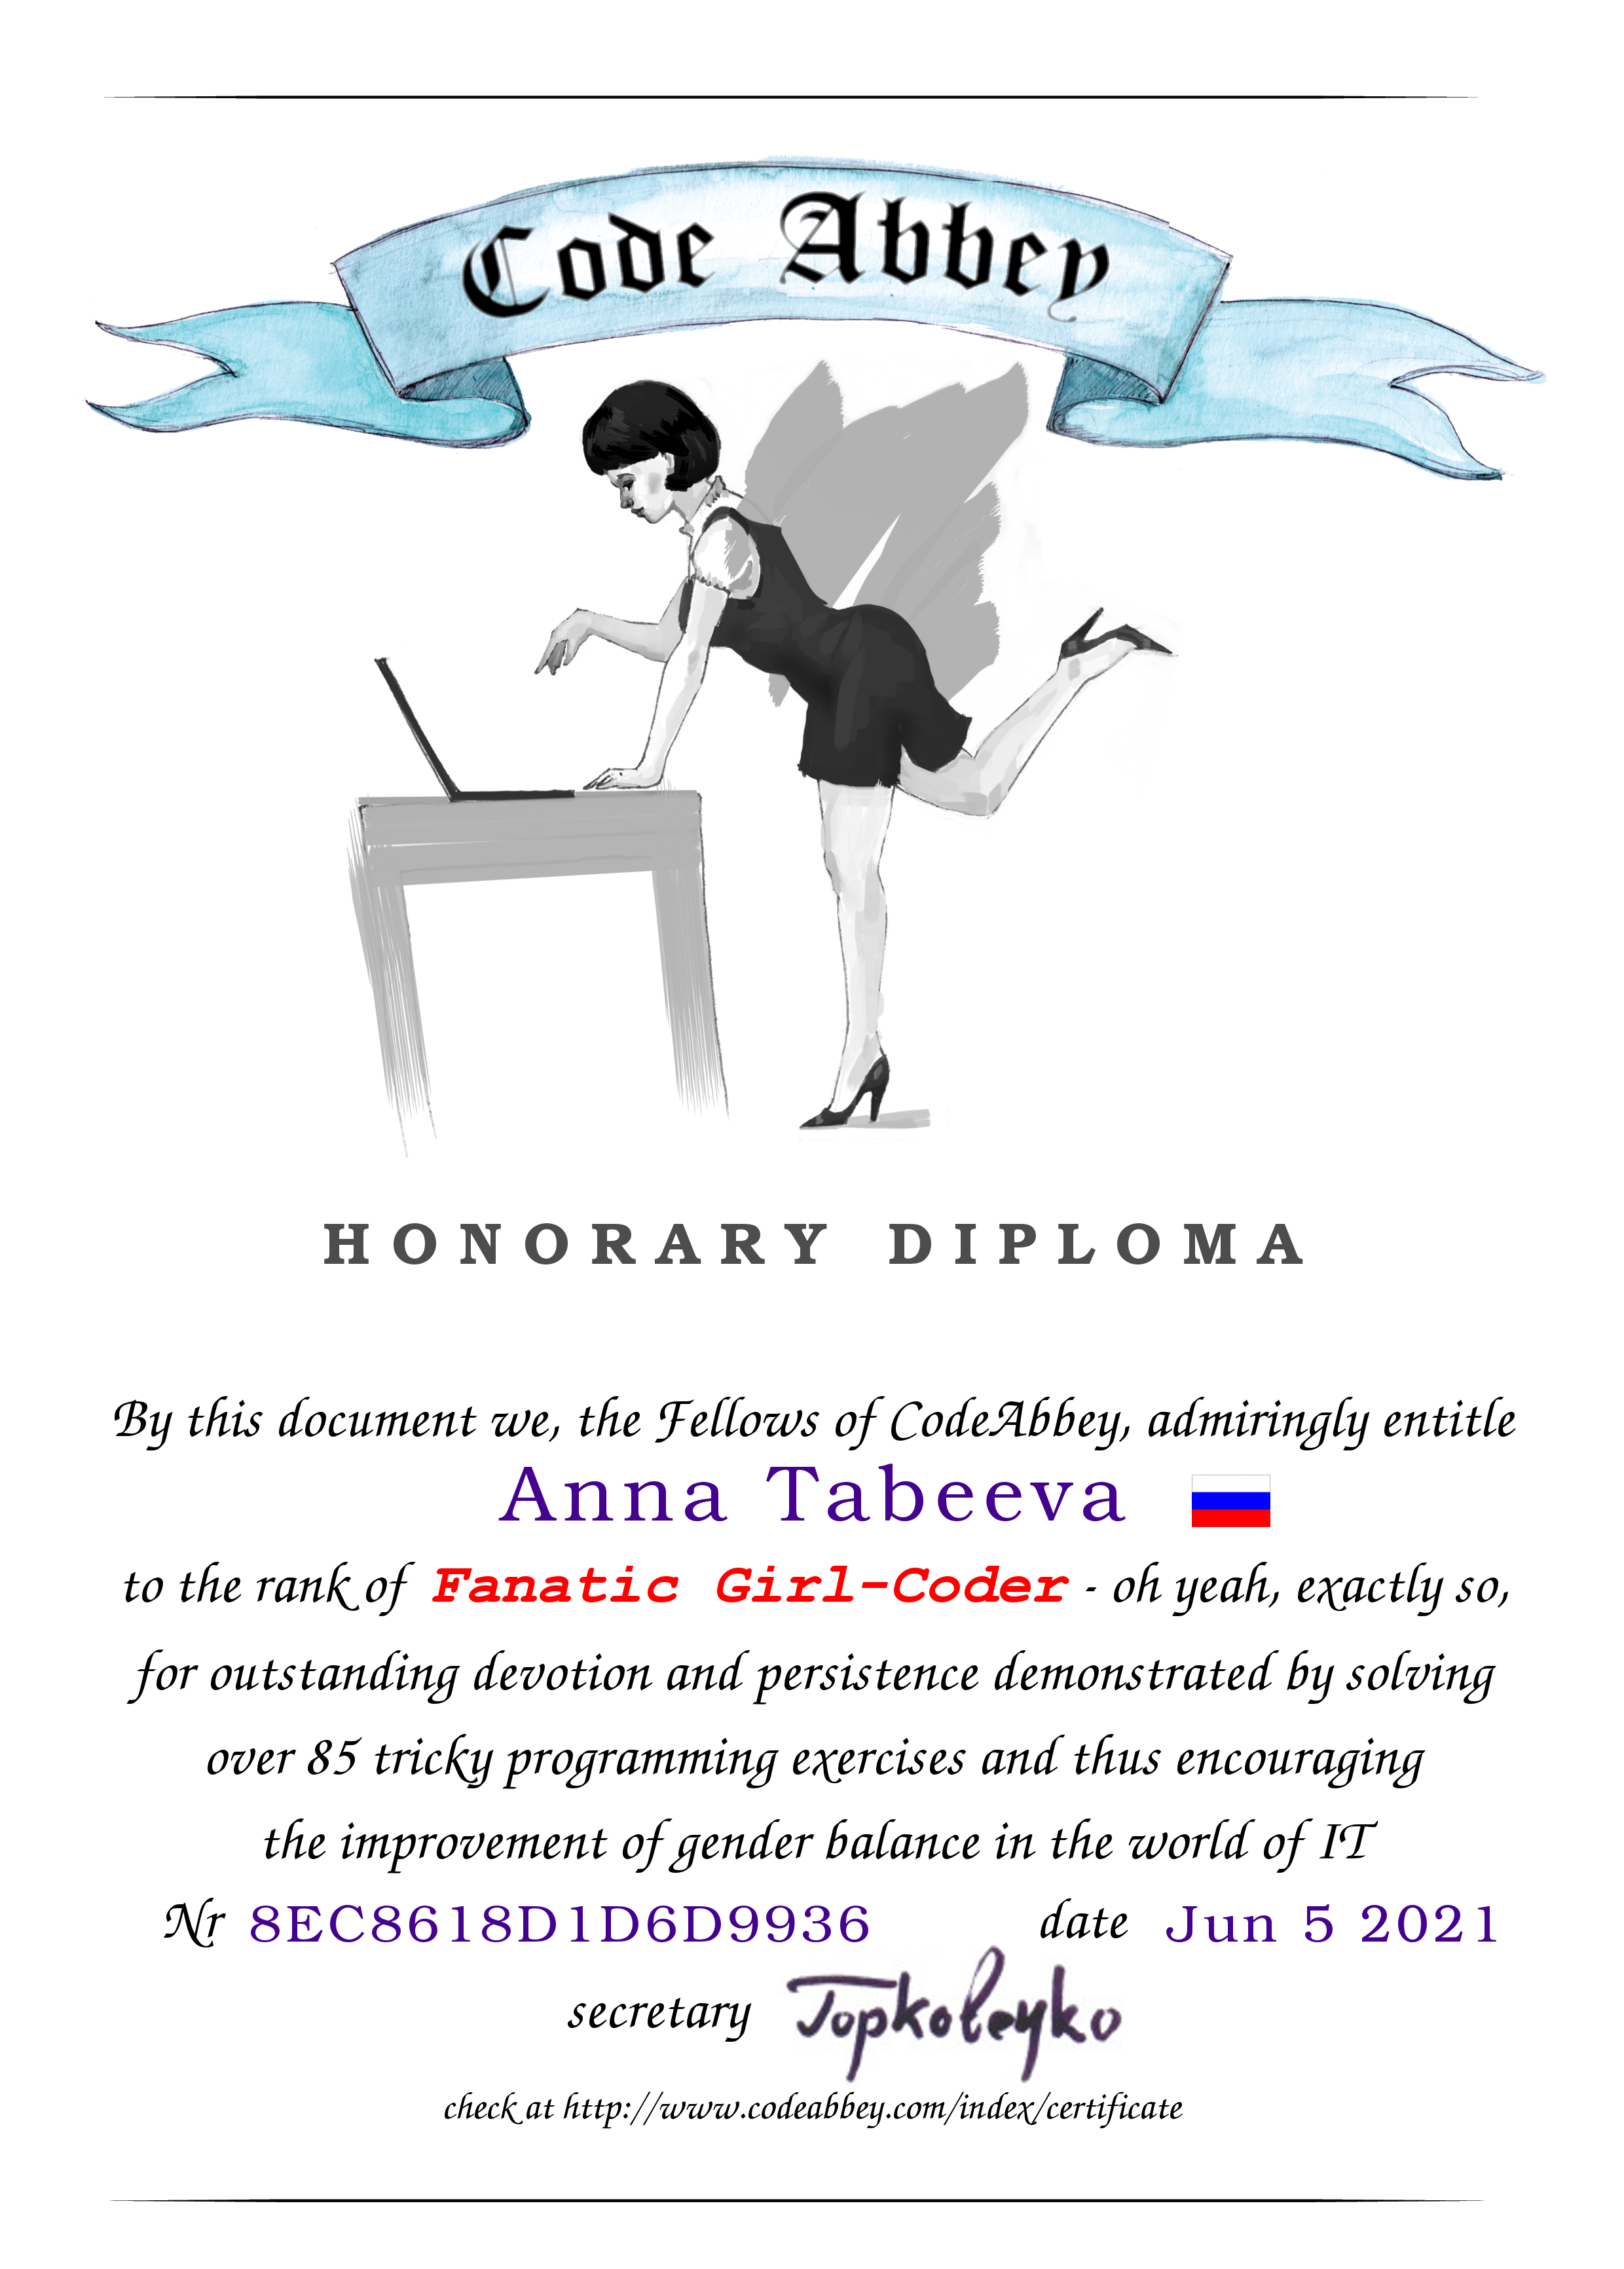 Code Abbey
HONORARY DIPLOMA
By this document we, the Fellows of CodeAbbey, admiringly entitle
Anna Tabeeva
to the rank of Fanatic Girl-Coder - oh yeah, exactly so,
for outstanding devotion and persistence demonstrated by solving
over 85 tricky programming exercises and thus encouraging
the improvement of gender balance in the world of IT
Nr 8EC8618D1D6D9936 date Jun 5 2021
secretary
check at http://www.codeabbey.com/index/certificate